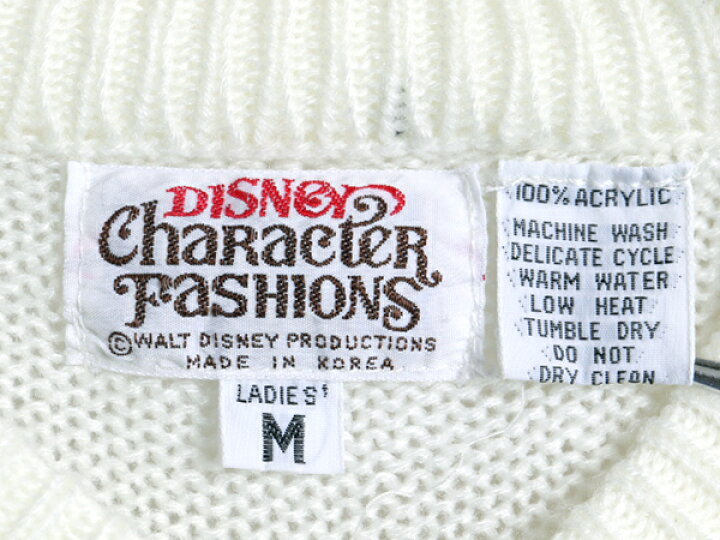 DISNEY
Character
FASHIONS
©WALT DISNEY PRODUCTIONS
MADE IN KOREA
LADIES'
M
100% ACRYLIC
MACHINE WASH
DELICATE CYCLE
WARM WATER
LOW HEAT
TUMBLE DRY
DO NOT
DRY CLEAN